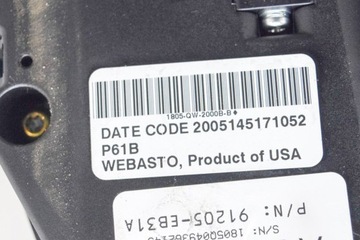 1805-QW-2000B-B
DATE CODE 2005145171052
P61B
WEBASTO, Product of USA
P/N: 91205-EB31A